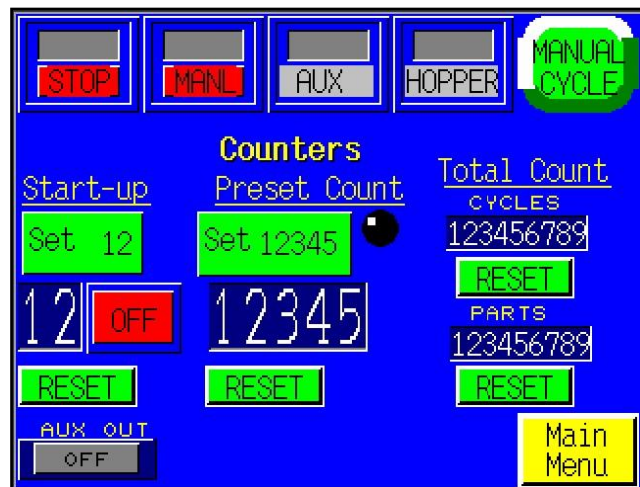 STOP
MANL
AUX
HOPPER
MANUAL
CYCLE
Counters
Start-up
Preset Count
Total Count
CYCLES
Set 12
Set 12345
123456789
RESET
12
OFF
12345
PARTS
123456789
RESET
RESET
RESET
AUX OUT
OFF
Main
Menu